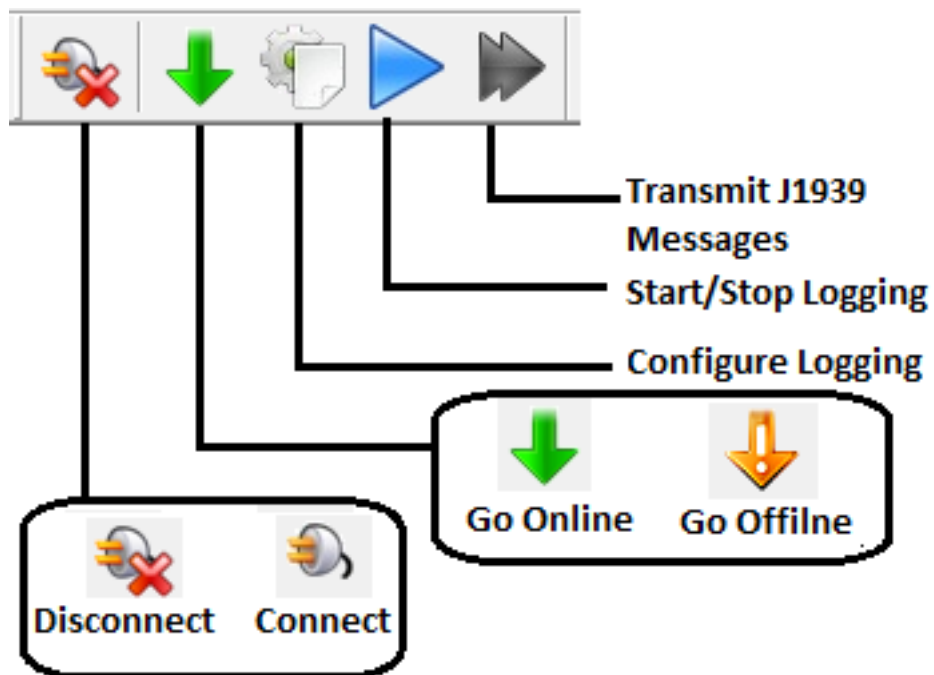 Transmit J1939
Messages
Start/Stop Logging
Configure Logging
Go Online
Go Offilne
Disconnect
Connect